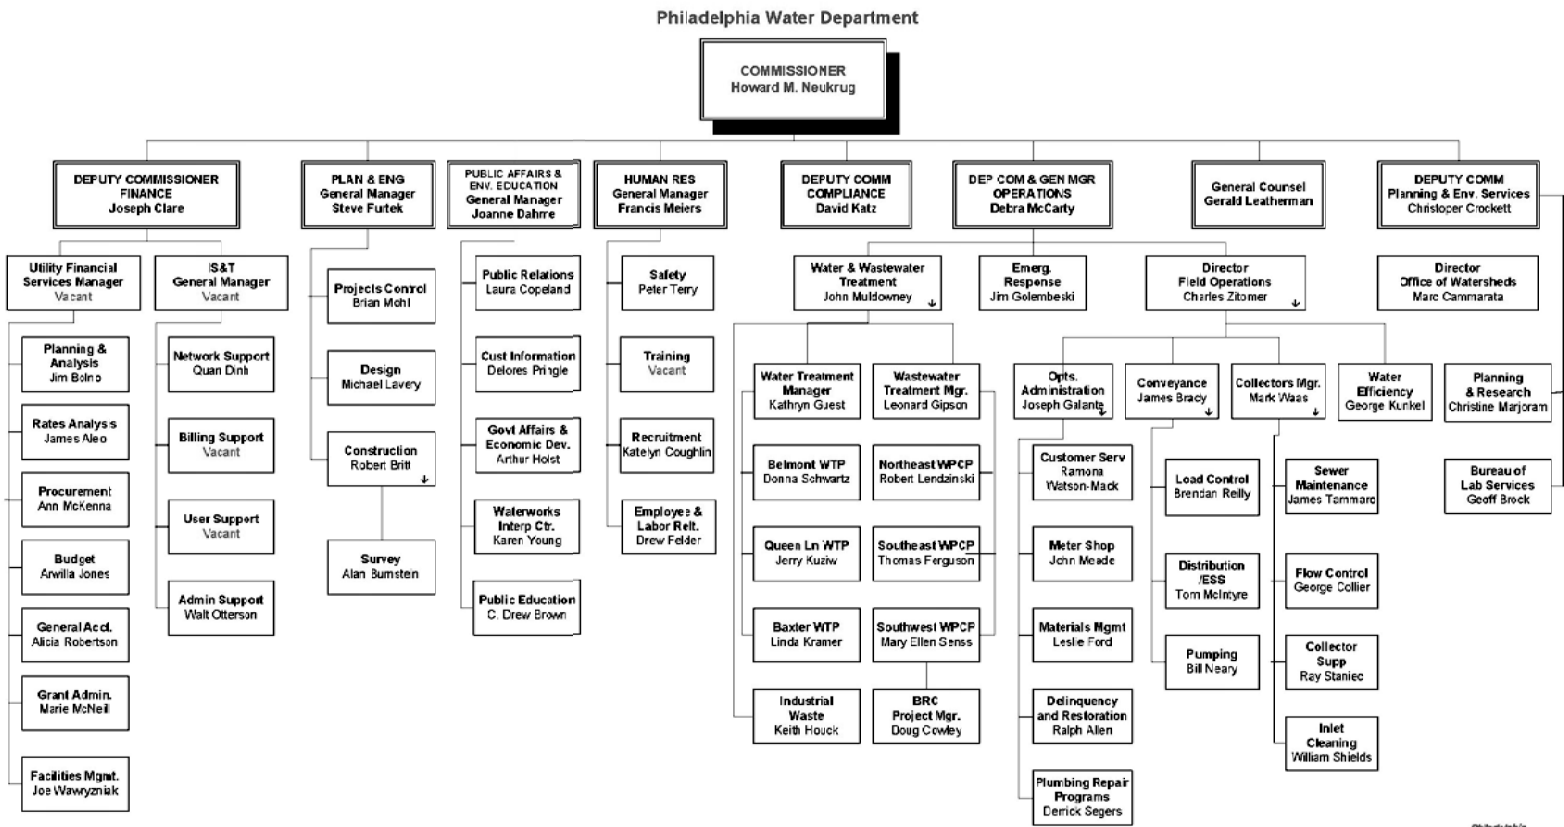 Philadelphia Water Department
COMMISSIONER
Howard M. Neukrug
DEPUTY COMMISSIONER
FINANCE
Joseph Clare
PLAN & ENG
General Manager
Steve Furtek
PUBLIC AFFAIRS &
ENV. EDUCATION
General Manager
Joanne Dahme
HUMAN RES
General Manager
Francis Meiers
DEPUTY COMM
COMPLIANCE
David Katz
DEP COM & GEN MGR
OPERATIONS
Debra McCarty
General Counsel
Gerald Leatherman
DEPUTY COMM
Planning & Env. Services
Christoper Crockett
Utility Financial
Services Manager
Vacant
IS&T
General Manager
Vacant
Planning &
Analysis
Jim Bolno
Rates Analysis
James Aleo
Procurement
Ann McKenna
Budget
Arwilla Jones
General Acct.
Alicia Robertson
Grant Admin.
Marie McNeill
Facilities Mgmt.
Joe Wawryzniak
Network Support
Quan Dinh
Billing Support
Vacant
User Support
Vacant
Admin Support
Walt Otterson
Projects Control
Brian Mohl
Design
Michael Lavery
Construction
Robert Britt
Survey
Alan Burnstein
Public Relations
Laura Copeland
Cust Information
Delores Pringle
Govt Affairs &
Economic Dev.
Arthur Holst
Waterworks
Interp Ctr.
Karen Young
Public Education
C. Drew Brown
Safety
Peter Terry
Training
Vacant
Recruitment
Katelyn Coughlin
Employee &
Labor Relt.
Drew Felder
Water & Wastewater
Treatment
John Muldowney
Emerg.
Response
Jim Golembeski
Director
Field Operations
Charles Zitomer
Director
Office of Watersheds
Marc Cammarata
Water Treatment
Manager
Kathryn Guest
Belmont WTP
Donna Schwartz
Queen Ln WTP
Jerry Kuziw
Baxter WTP
Linda Kramer
Industrial
Waste
Keith Houck
Wastewater
Treatment Mgr.
Leonard Gipson
Northeast WPCP
Robert Lendzinski
Southeast WPCP
Thomas Ferguson
Southwest WPCP
Mary Ellen Senss
BRC
Project Mgr.
Doug Cowley
Opts.
Administration
Joseph Galante
Customer Serv
Ramona
Watson-Mack
Meter Shop
John Meade
Materials Mgmt
Leslie Ford
Delinquency
and Restoration
Ralph Allen
Plumbing Repair
Programs
Derrick Segers
Conveyance
James Bracy
Load Control
Brendan Reilly
Distribution
/ESS
Tom McIntyre
Pumping
Bill Neary
Collectors Mgr.
Mark Waas
Sewer
Maintenance
James Tammaro
Flow Control
George Collier
Collector
Supp
Ray Staniec
Inlet
Cleaning
William Shields
Water
Efficiency
George Kunkel
Planning
& Research
Christine Marjoram
Bureau of
Lab Services
Geoff Brock